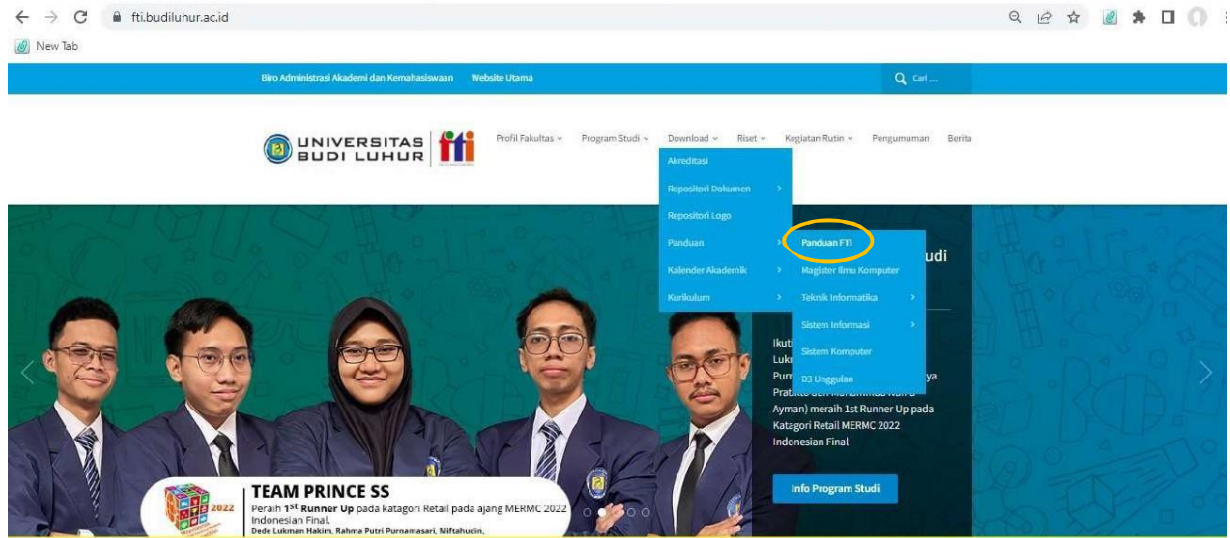 fti.budiluhur.ac.id
New Tab
Biro Administrasi Akademi dan Kemahasiswaan Website Utama
Cari ...
UNIVERSITAS
BUDI LUHUR
fti
Profil Fakultas Program Studi Download Riset Kegiatan Rutin Pengumuman Berita
Akreditasi
Repositori Dokumen
Repositori Logo
Panduan
Kalender Akademik
Kurikulum
Panduan FTI
Magister Ilmu Komputer
Teknik Informatika
Sistem Informasi
Sistem Komputer
D3 Unggulan
udi
Ayman) meraih 1st Runner Up pada
Katagori Retail MERMC 2022
Indonesian Final
Info Program Studi
2022
TEAM PRINCE SS
Peraih 1st Runner Up pada katagori Retail pada ajang MERMC 2022
Indonesian Final.
Dede Lukman Hakim, Rahma Putri Purnamasari, Niftahudin,